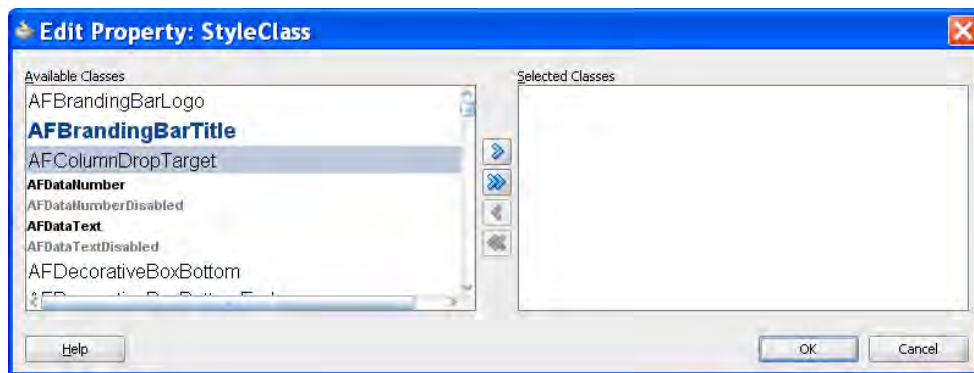 Edit Property: StyleClass
Available Classes
AFBrandingBarLogo
AFBrandingBarTitle
AFColumnDropTarget
AFDataNumber
AFDataNumberDisabled
AFDataText
AFDataTextDisabled
AFDecorativeBoxBottom
Selected Classes
Help
OK
Cancel